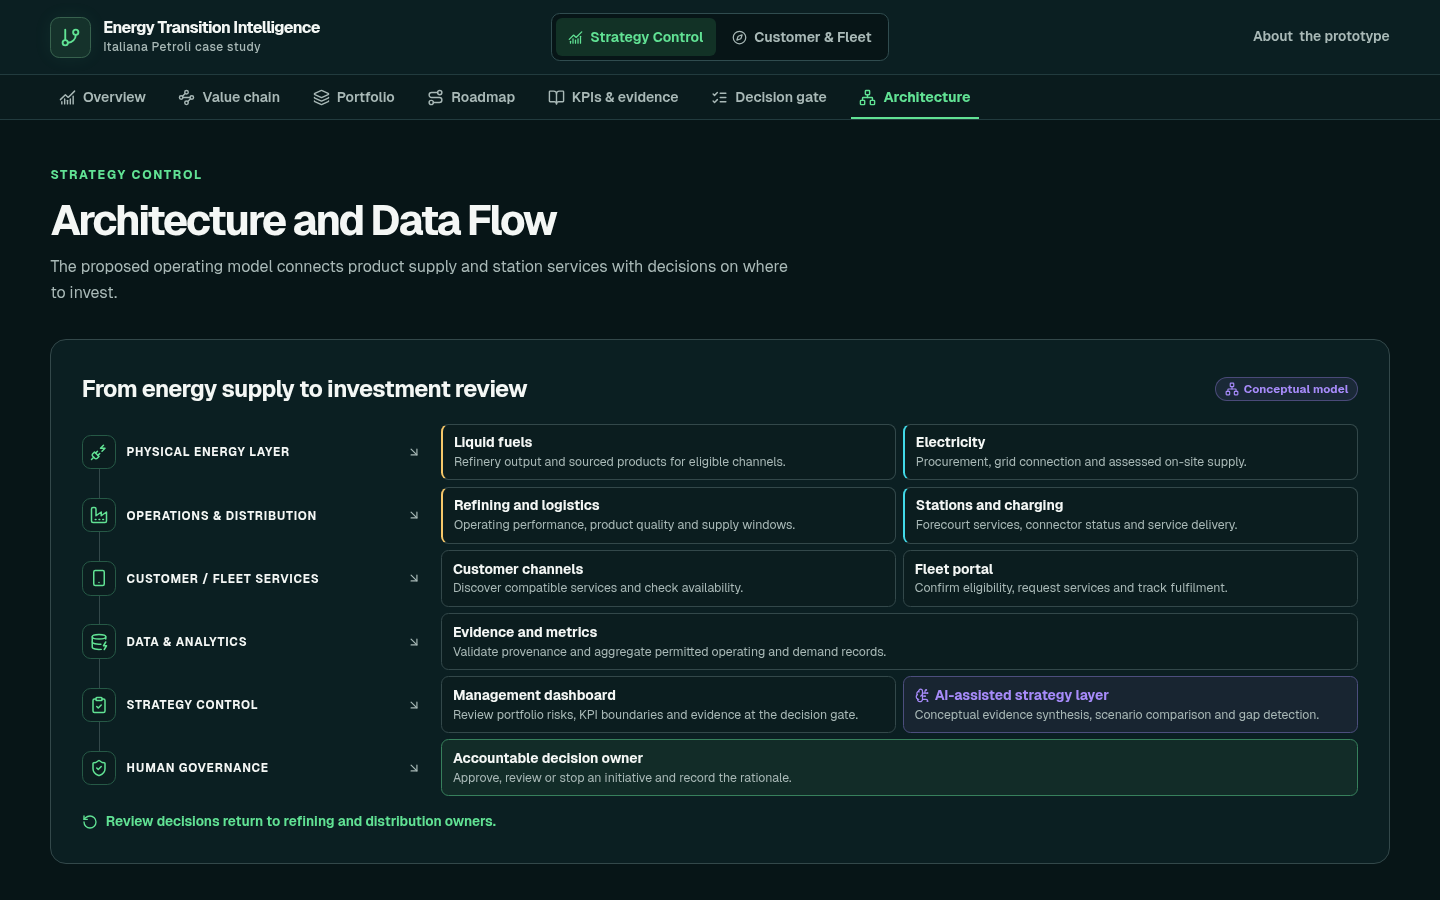 Energy Transition Intelligence
Italiana Petroli case study
Strategy Control
Customer & Fleet
About the prototype
Overview
Value chain
Portfolio
Roadmap
KPIs & evidence
Decision gate
Architecture
STRATEGY CONTROL
Architecture and Data Flow
The proposed operating model connects product supply and station services with decisions on where
to invest.
From energy supply to investment review
Conceptual model
PHYSICAL ENERGY LAYER
Liquid fuels
Refinery output and sourced products for eligible channels.
Electricity
Procurement, grid connection and assessed on-site supply.
OPERATIONS & DISTRIBUTION
Refining and logistics
Operating performance, product quality and supply windows.
Stations and charging
Forecourt services, connector status and service delivery.
CUSTOMER / FLEET SERVICES
Customer channels
Discover compatible services and check availability.
Fleet portal
Confirm eligibility, request services and track fulfilment.
DATA & ANALYTICS
Evidence and metrics
Validate provenance and aggregate permitted operating and demand records.
STRATEGY CONTROL
Management dashboard
Review portfolio risks, KPI boundaries and evidence at the decision gate.
AI-assisted strategy layer
Conceptual evidence synthesis, scenario comparison and gap detection.
HUMAN GOVERNANCE
Accountable decision owner
Approve, review or stop an initiative and record the rationale.
Review decisions return to refining and distribution owners.